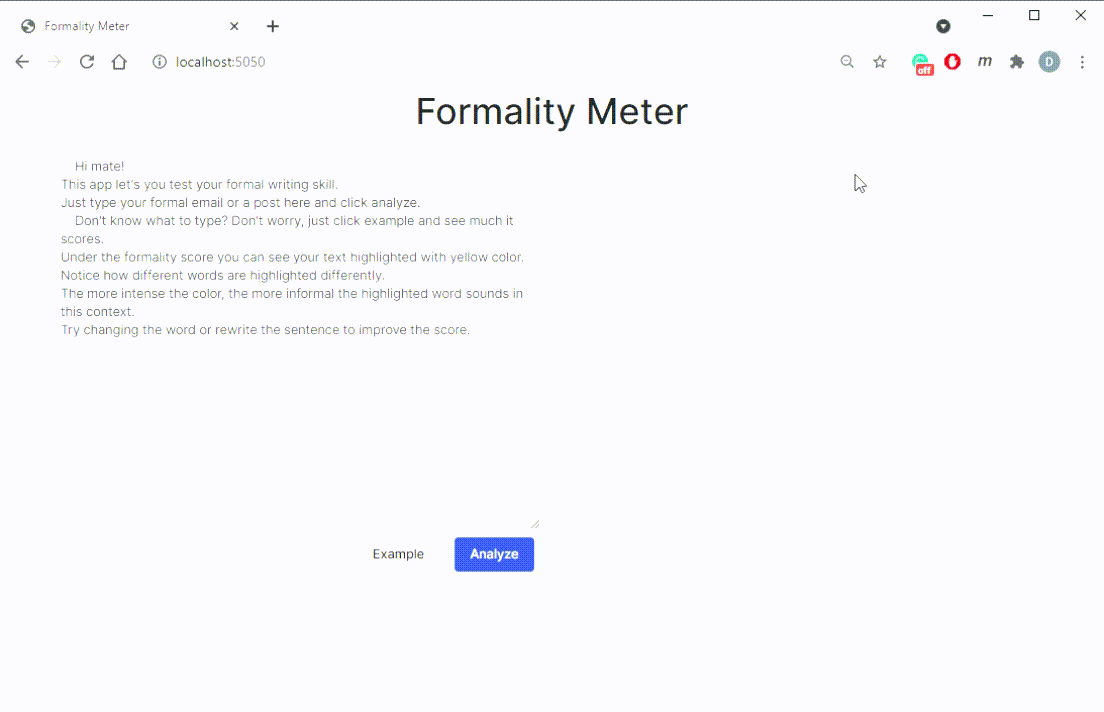 Formality Meter
localhost:5050
off
m
D
Formality Meter
Hi mate!
This app let's you test your formal writing skill.
Just type your formal email or a post here and click analyze.
Don't know what to type? Don't worry, just click example and see much it
scores.
Under the formality score you can see your text highlighted with yellow color.
Notice how different words are highlighted differently.
The more intense the color, the more informal the highlighted word sounds in
this context.
Try changing the word or rewrite the sentence to improve the score.
Example
Analyze